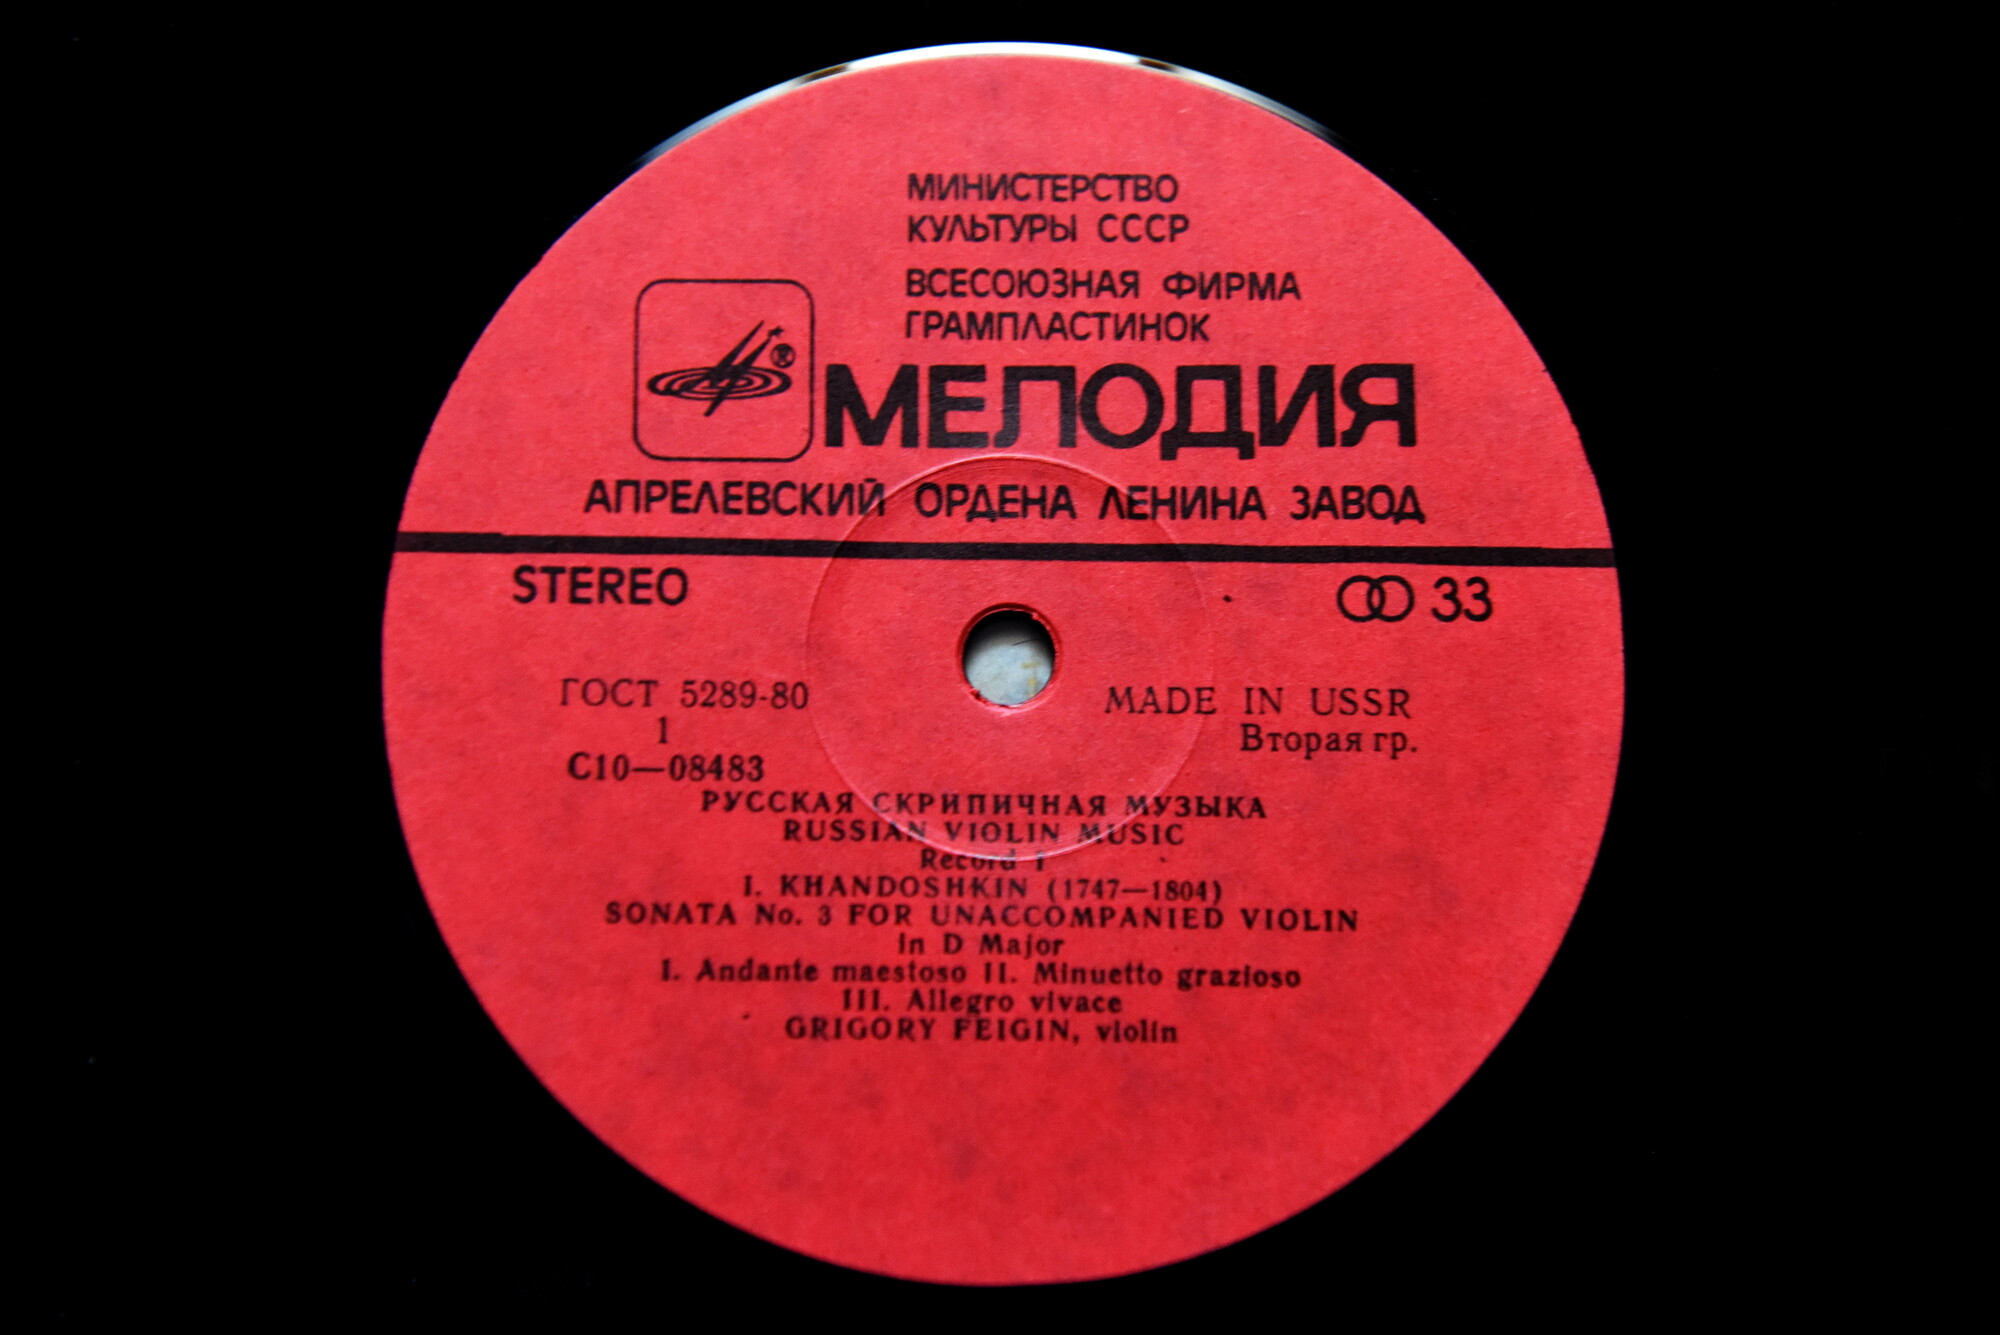 МИНИСТЕРСТВО
КУЛЬТУРЫ СССР
ВСЕСОЮЗНАЯ ФИРМА
ГРАМПЛАСТИНОК
®
МЕЛОДИЯ
АПРЕЛЕВСКИЙ ОРДЕНА ЛЕНИНА ЗАВОД
STEREO
33
ГОСТ 5289-80
MADE IN USSR
1
Вторая гр.
С10—08483
РУССКАЯ СКРИПИЧНАЯ МУЗЫКА
RUSSIAN VIOLIN MUSIC
Record 1
I. KHANDOSHKIN (1747—1804)
SONATA No. 3 FOR UNACCOMPANIED VIOLIN
in D Major
I. Andante maestoso II. Minuetto grazioso
III. Allegro vivace
GRIGORY FEIGIN, violin